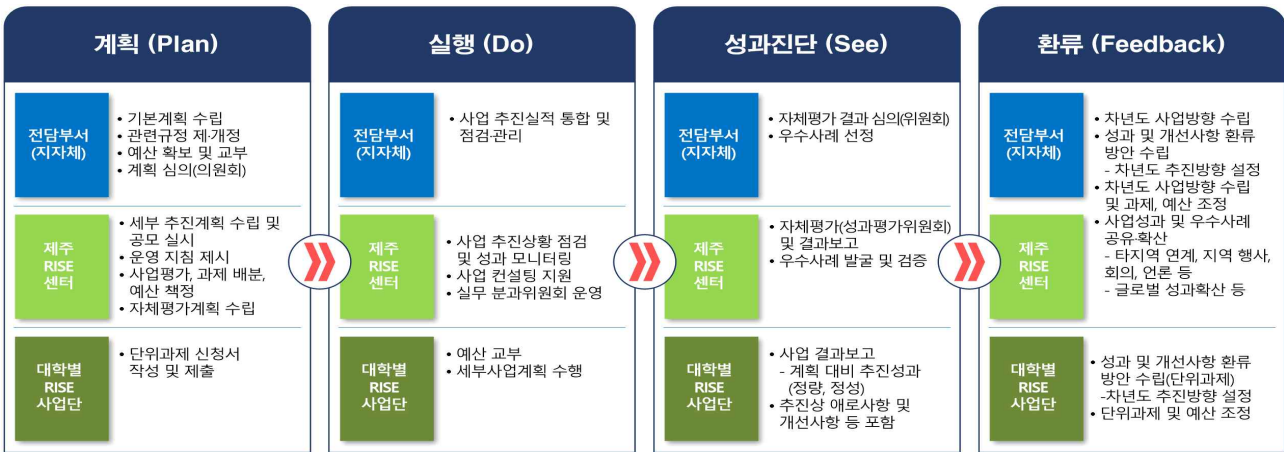 계획 (Plan)
전담부서
(지자체)
• 기본계획 수립
• 관련규정 제·개정
• 예산 확보 및 교부
• 계획 심의(의원회)
제주
RISE
센터
• 세부 추진계획 수립 및
공모 실시
• 운영 지침 제시
• 사업평가, 과제 배분,
예산 책정
• 자체평가계획 수립
대학별
RISE
사업단
• 단위과제 신청서
작성 및 제출
실행 (Do)
• 사업 추진실적 통합 및
점검·관리
전담부서
(지자체)
제주
RISE
센터
• 사업 추진상황 점검
및 성과 모니터링
• 사업 컨설팅 지원
• 실무 분과위원회 운영
대학별
RISE
사업단
• 예산 교부
• 세부사업계획 수행
성과진단 (See)
전담부서
(지자체)
• 자체평가 결과 심의(위원회)
• 우수사례 선정
제주
RISE
센터
• 자체평가(성과평가위원회)
및 결과보고
• 우수사례 발굴 및 검증
대학별
RISE
사업단
• 사업 결과보고
- 계획 대비 추진성과
(정량, 정성)
• 추진상 애로사항 및
개선사항 등 포함
환류 (Feedback)
전담부서
(지자체)
제주
RISE
센터
• 차년도 사업방향 수립
• 성과 및 개선사항 환류
방안 수립
- 차년도 추진방향 설정
• 차년도 사업방향 수립
및 과제, 예산 조정
• 사업성과 및 우수사례
공유·확산
- 타지역 연계, 지역 행사,
회의, 언론 등
- 글로벌 성과확산 등
대학별
RISE
사업단
• 성과 및 개선사항 환류
방안 수립(단위과제)
-차년도 추진방향 설정
• 단위과제 및 예산 조정